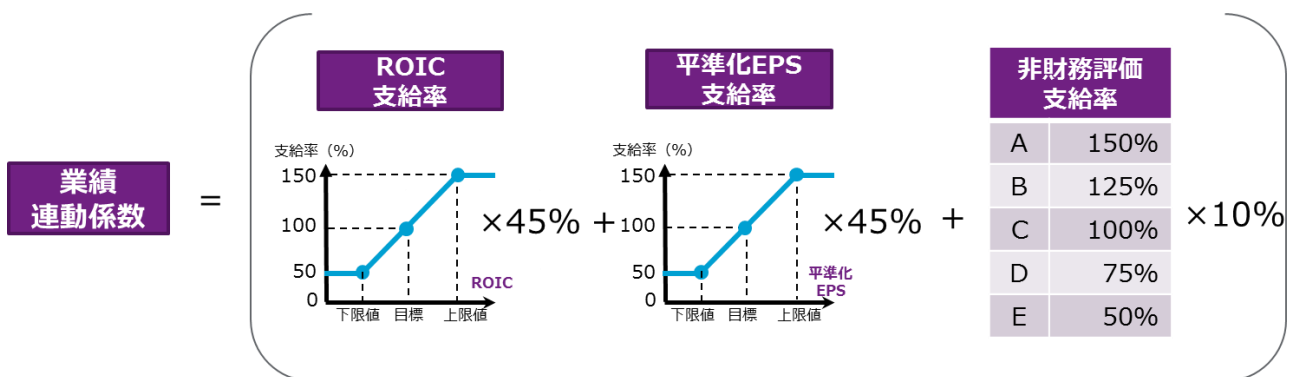 業績
連動係数
=
ROIC
支給率
支給率（%）
150
100
50
0
下限値 目標 上限値
ROIC
×45%
+
平準化EPS
支給率
支給率（%）
150
100
50
0
下限値 目標 上限値
平準化
EPS
×45%
+
非財務評価
支給率
A 150%
B 125%
C 100%
D 75%
E 50%
×10%